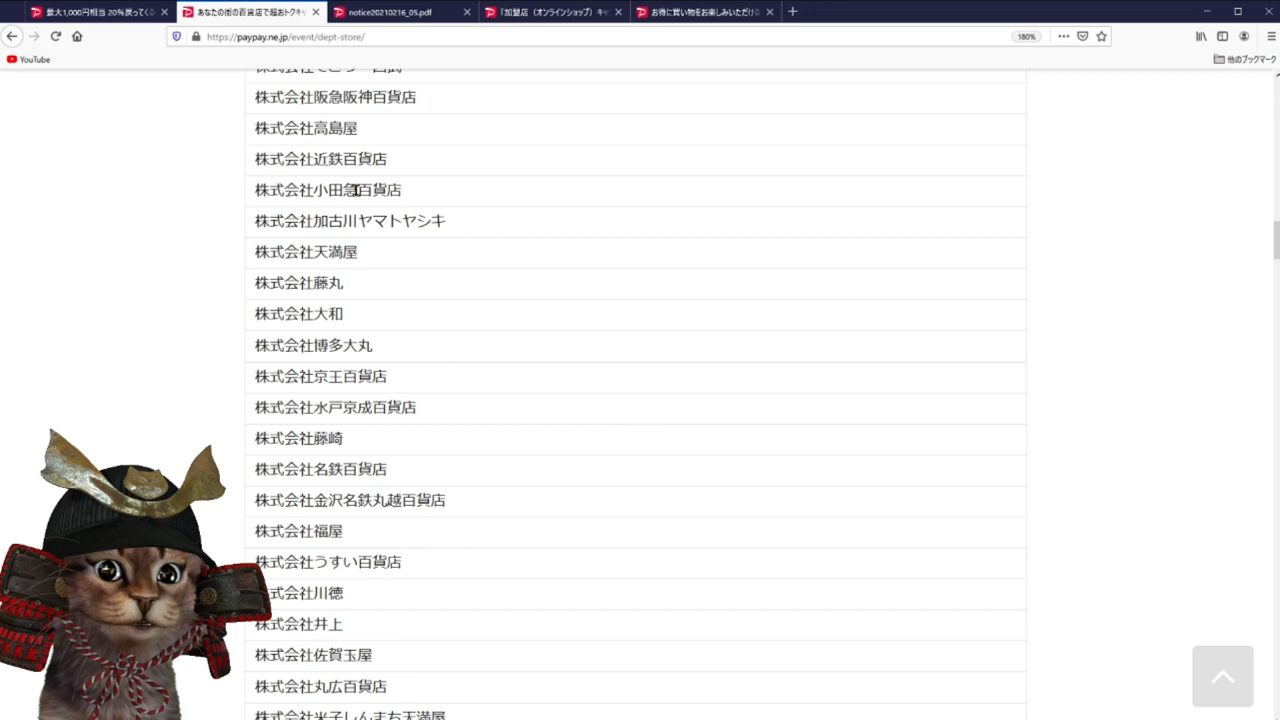 最大1,000円相当 20%戻ってくる
あなたの街の百貨店で超おトクキャ
notice20210216_05.pdf
「加盟店（オンラインショップ）キャ
お得に買い物をお楽しみいただけ
https://paypay.ne.jp/event/dept-store/
180%
YouTube
他のブックマーク
株式会社阪急阪神百貨店
株式会社高島屋
株式会社近鉄百貨店
株式会社小田急百貨店
株式会社加古川ヤマトヤシキ
株式会社天満屋
株式会社藤丸
株式会社大和
株式会社博多大丸
株式会社京王百貨店
株式会社水戸京成百貨店
株式会社藤崎
株式会社名鉄百貨店
株式会社金沢名鉄丸越百貨店
株式会社福屋
株式会社うすい百貨店
株式会社川徳
株式会社井上
株式会社佐賀玉屋
株式会社丸広百貨店
株式会社米子しんまち天満屋